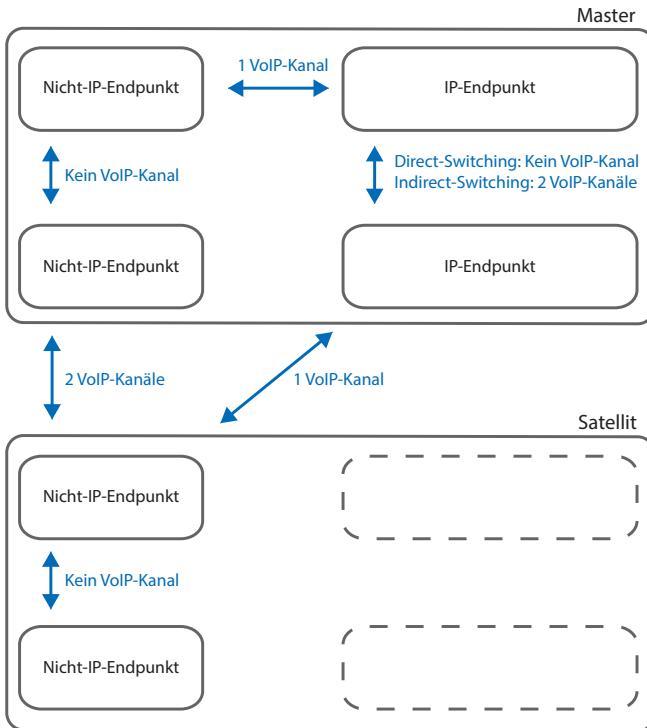 Master
1 VoIP-Kanal
Nicht-IP-Endpunkt
IP-Endpunkt
Kein VoIP-Kanal
Direct-Switching: Kein VoIP-Kanal
Indirect-Switching: 2 VoIP-Kanäle
Nicht-IP-Endpunkt
IP-Endpunkt
2 VoIP-Kanäle
1 VoIP-Kanal
Satellit
Nicht-IP-Endpunkt
Kein VoIP-Kanal
Nicht-IP-Endpunkt